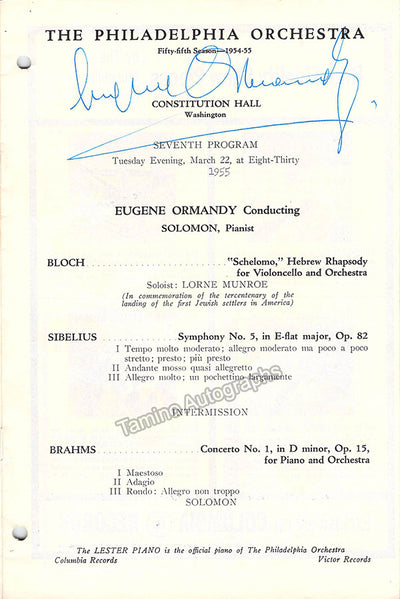 THE PHILADELPHIA ORCHESTRA
Fifty-fifth Season—1954-55
Eugene Ormandy
CONSTITUTION HALL
Washington
SEVENTH PROGRAM
Tuesday Evening, March 22, at Eight-Thirty
1955
EUGENE ORMANDY Conducting
SOLOMON, Pianist
BLOCH .................... "Schelomo," Hebrew Rhapsody
for Violoncello and Orchestra
Soloist: LORNE MUNROE
(In commemoration of the tercentenary of the
landing of the first Jewish settlers in America)
SIBELIUS ............ Symphony No. 5, in E-flat major, Op. 82
I Tempo molto moderato; allegro moderato ma poco a poco
stretto; presto; più presto
II Andante mosso quasi allegretto
III Allegro molto; un pochettino largamente
Tamino Autographs
INTERMISSION
BRAHMS ................ Concerto No. 1, in D minor, Op. 15,
for Piano and Orchestra
I Maestoso
II Adagio
III Rondo: Allegro non troppo
SOLOMON
The LESTER PIANO is the official piano of The Philadelphia Orchestra
Columbia Records Victor Records